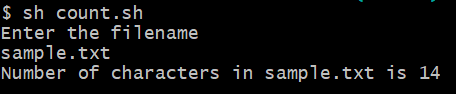 $ sh count.sh
Enter the filename
sample.txt
Number of characters in sample.txt is 14